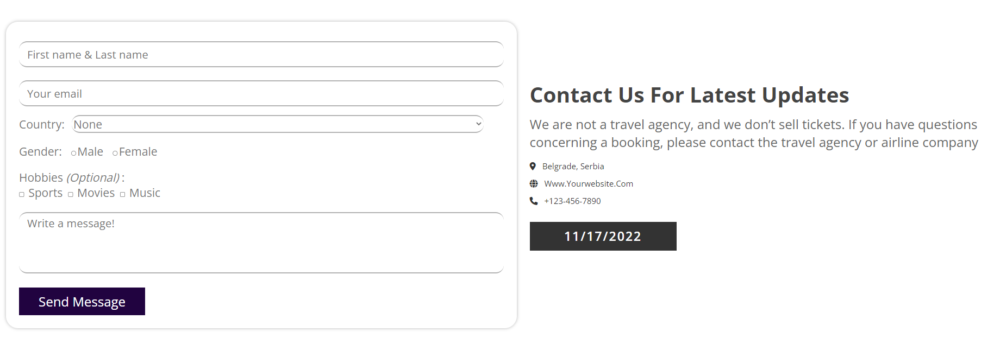 First name & Last name
Your email
Country: None
Gender: Male Female
Hobbies (Optional) :
Sports Movies Music
Write a message!
Send Message
Contact Us For Latest Updates
We are not a travel agency, and we don’t sell tickets. If you have questions
concerning a booking, please contact the travel agency or airline company
Belgrade, Serbia
Www.Yourwebsite.Com
+123-456-7890
11/17/2022